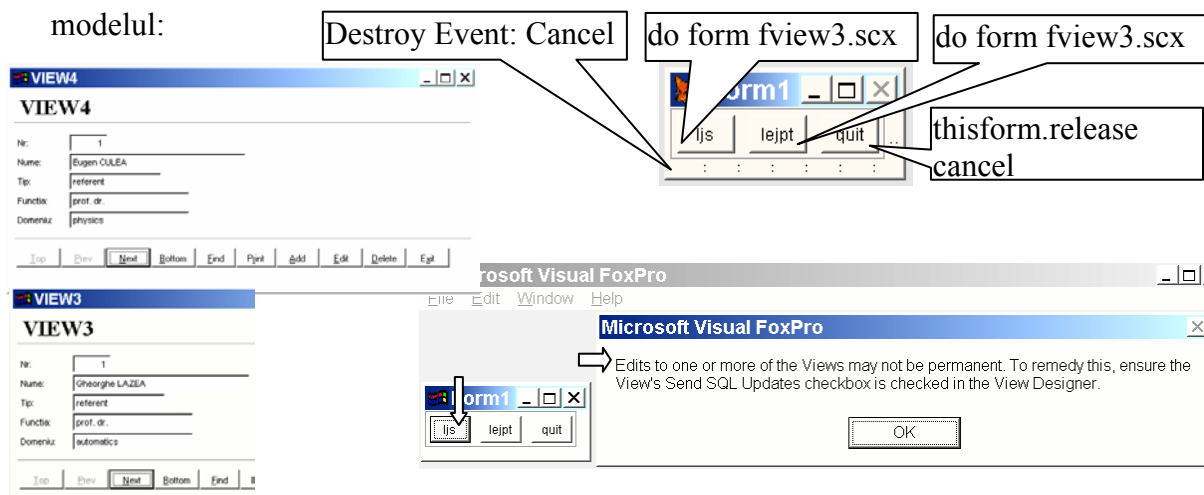 modelul:
Destroy Event: Cancel
do form fview3.scx
do form fview3.scx
VIEW4
VIEW4
Nr: 1
Nume: Eugen CULEA
Tip: referent
Functia: prof. dr.
Domeniu: physics
Top Prev Next Bottom Find Print Add Edit Delete Exit
orm1
ljs lejpt quit ..
thisform.release
cancel
VIEW3
VIEW3
Nr: 1
Nume: Gheorghe LAZEA
Tip: referent
Functia: prof. dr.
Domeniu: automatics
Top Prev Next Bottom Find
rosoft Visual FoxPro
File Edit Window Help
Microsoft Visual FoxPro
Edits to one or more of the Views may not be permanent. To remedy this, ensure the
View's Send SQL Updates checkbox is checked in the View Designer.
OK
Form1
ljs lejpt quit